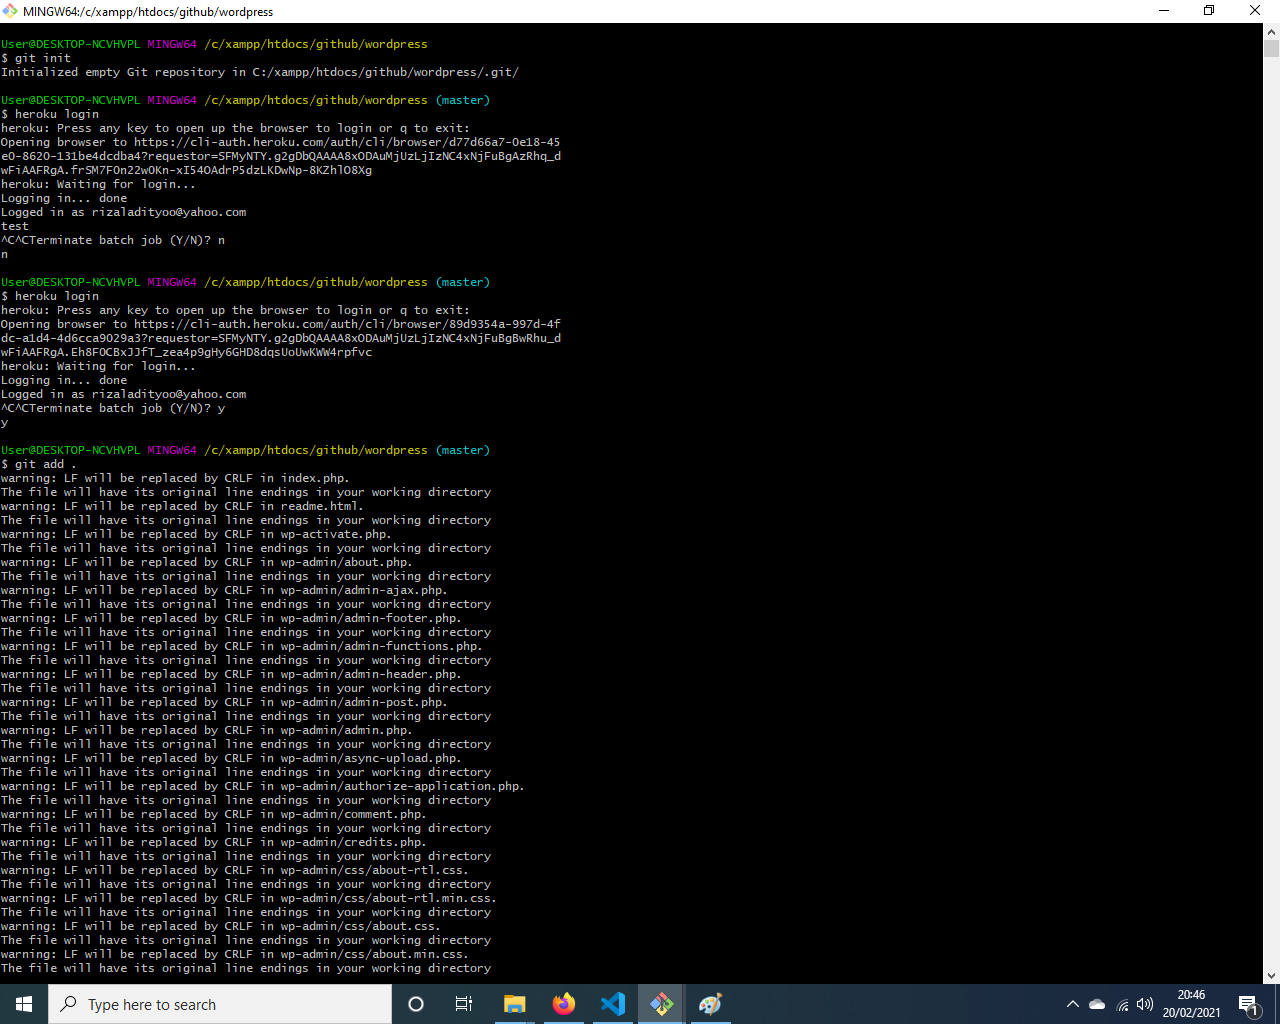 MINGW64:/c/xampp/htdocs/github/wordpress
User@DESKTOP-NCVHVPL MINGW64 /c/xampp/htdocs/github/wordpress
$ git init
Initialized empty Git repository in C:/xampp/htdocs/github/wordpress/.git/
User@DESKTOP-NCVHVPL MINGW64 /c/xampp/htdocs/github/wordpress (master)
$ heroku login
heroku: Press any key to open up the browser to login or q to exit:
Opening browser to https://cli-auth.heroku.com/auth/cli/browser/d77d66a7-0e18-45
e0-8620-131be4dcdba4?requestor=SFMyNTY.g2gDbQAAAA8xODAuMjUzLjIzNC4xNjFuBgAzRhq_d
wFiAAFRgA.frSM7FOn22wOKn-xI54OAdrP5dzLKDwNp-8KZhlO8Xg
heroku: Waiting for login...
Logging in... done
Logged in as rizaladityoo@yahoo.com
test
^C^CTerminate batch job (Y/N)? n
n
User@DESKTOP-NCVHVPL MINGW64 /c/xampp/htdocs/github/wordpress (master)
$ heroku login
heroku: Press any key to open up the browser to login or q to exit:
Opening browser to https://cli-auth.heroku.com/auth/cli/browser/89d9354a-997d-4f
dc-a1d4-4d6cca9029a3?requestor=SFMyNTY.g2gDbQAAAA8xODAuMjUzLjIzNC4xNjFuBgBwRhu_d
wFiAAFRgA.Eh8FOCBxJJfT_zea4p9gHy6GHD8dqsUoUwKWW4rpfvc
heroku: Waiting for login...
Logging in... done
Logged in as rizaladityoo@yahoo.com
^C^CTerminate batch job (Y/N)? y
y
User@DESKTOP-NCVHVPL MINGW64 /c/xampp/htdocs/github/wordpress (master)
$ git add .
warning: LF will be replaced by CRLF in index.php.
The file will have its original line endings in your working directory
warning: LF will be replaced by CRLF in readme.html.
The file will have its original line endings in your working directory
warning: LF will be replaced by CRLF in wp-activate.php.
The file will have its original line endings in your working directory
warning: LF will be replaced by CRLF in wp-admin/about.php.
The file will have its original line endings in your working directory
warning: LF will be replaced by CRLF in wp-admin/admin-ajax.php.
The file will have its original line endings in your working directory
warning: LF will be replaced by CRLF in wp-admin/admin-footer.php.
The file will have its original line endings in your working directory
warning: LF will be replaced by CRLF in wp-admin/admin-functions.php.
The file will have its original line endings in your working directory
warning: LF will be replaced by CRLF in wp-admin/admin-header.php.
The file will have its original line endings in your working directory
warning: LF will be replaced by CRLF in wp-admin/admin-post.php.
The file will have its original line endings in your working directory
warning: LF will be replaced by CRLF in wp-admin/admin.php.
The file will have its original line endings in your working directory
warning: LF will be replaced by CRLF in wp-admin/async-upload.php.
The file will have its original line endings in your working directory
warning: LF will be replaced by CRLF in wp-admin/authorize-application.php.
The file will have its original line endings in your working directory
warning: LF will be replaced by CRLF in wp-admin/comment.php.
The file will have its original line endings in your working directory
warning: LF will be replaced by CRLF in wp-admin/credits.php.
The file will have its original line endings in your working directory
warning: LF will be replaced by CRLF in wp-admin/css/about-rtl.css.
The file will have its original line endings in your working directory
warning: LF will be replaced by CRLF in wp-admin/css/about-rtl.min.css.
The file will have its original line endings in your working directory
warning: LF will be replaced by CRLF in wp-admin/css/about.css.
The file will have its original line endings in your working directory
warning: LF will be replaced by CRLF in wp-admin/css/about.min.css.
The file will have its original line endings in your working directory
Type here to search
20:46
20/02/2021
1